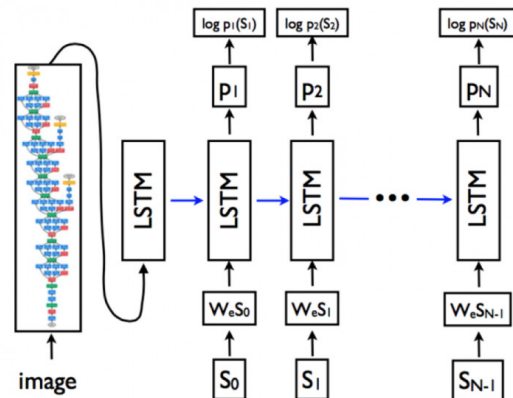 log p₁(S₁) log p₂(S₂) log pN(SN)
p₁ p₂ pN
LSTM LSTM LSTM ••• LSTM
WₑS₀ WₑS₁ WₑSN-1
image S₀ S₁ SN-1